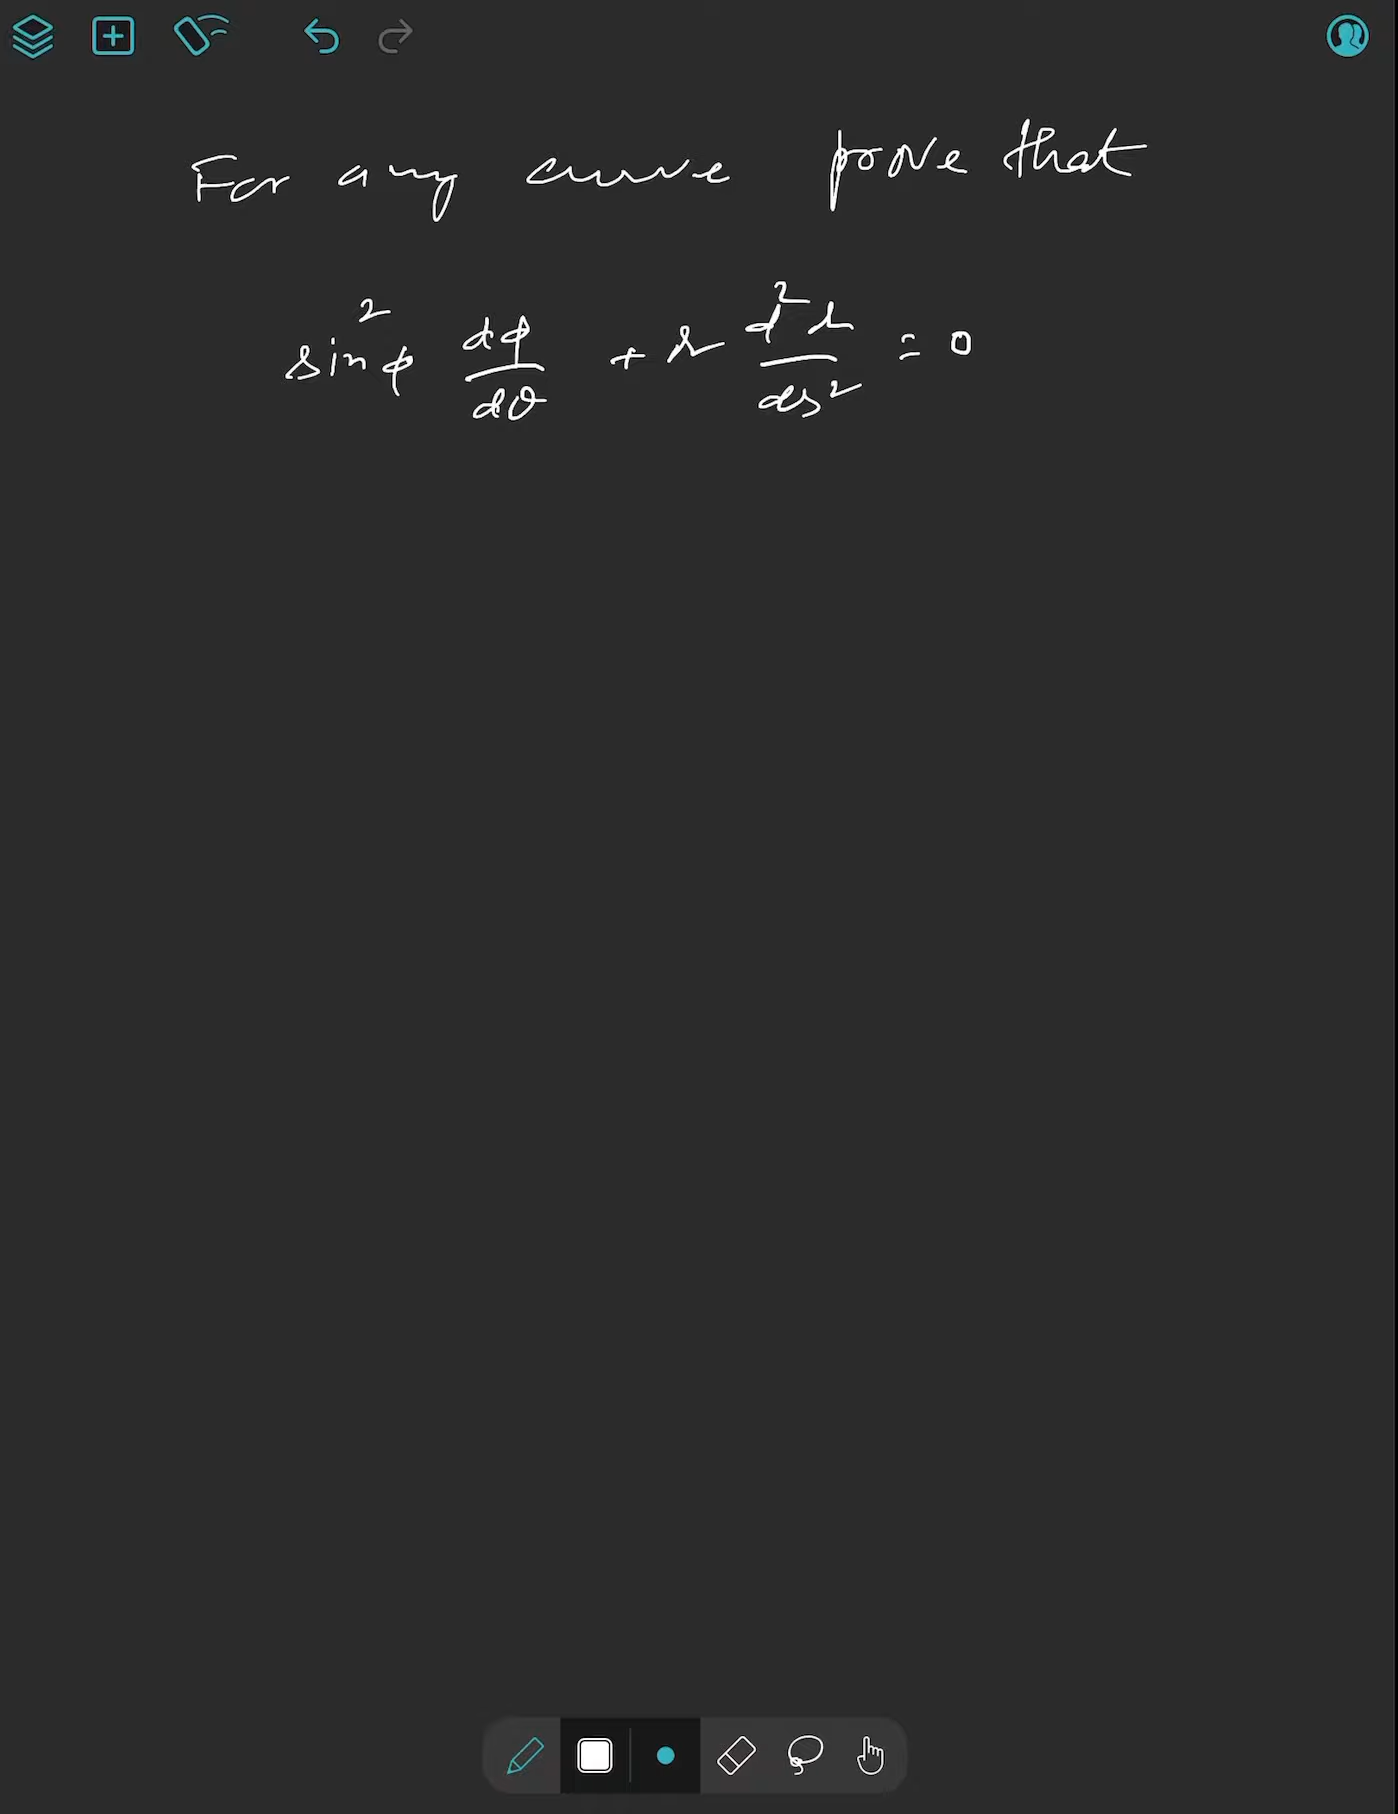 For any curve prove that
sin²φ dφ/dθ + r d²r/ds² = 0